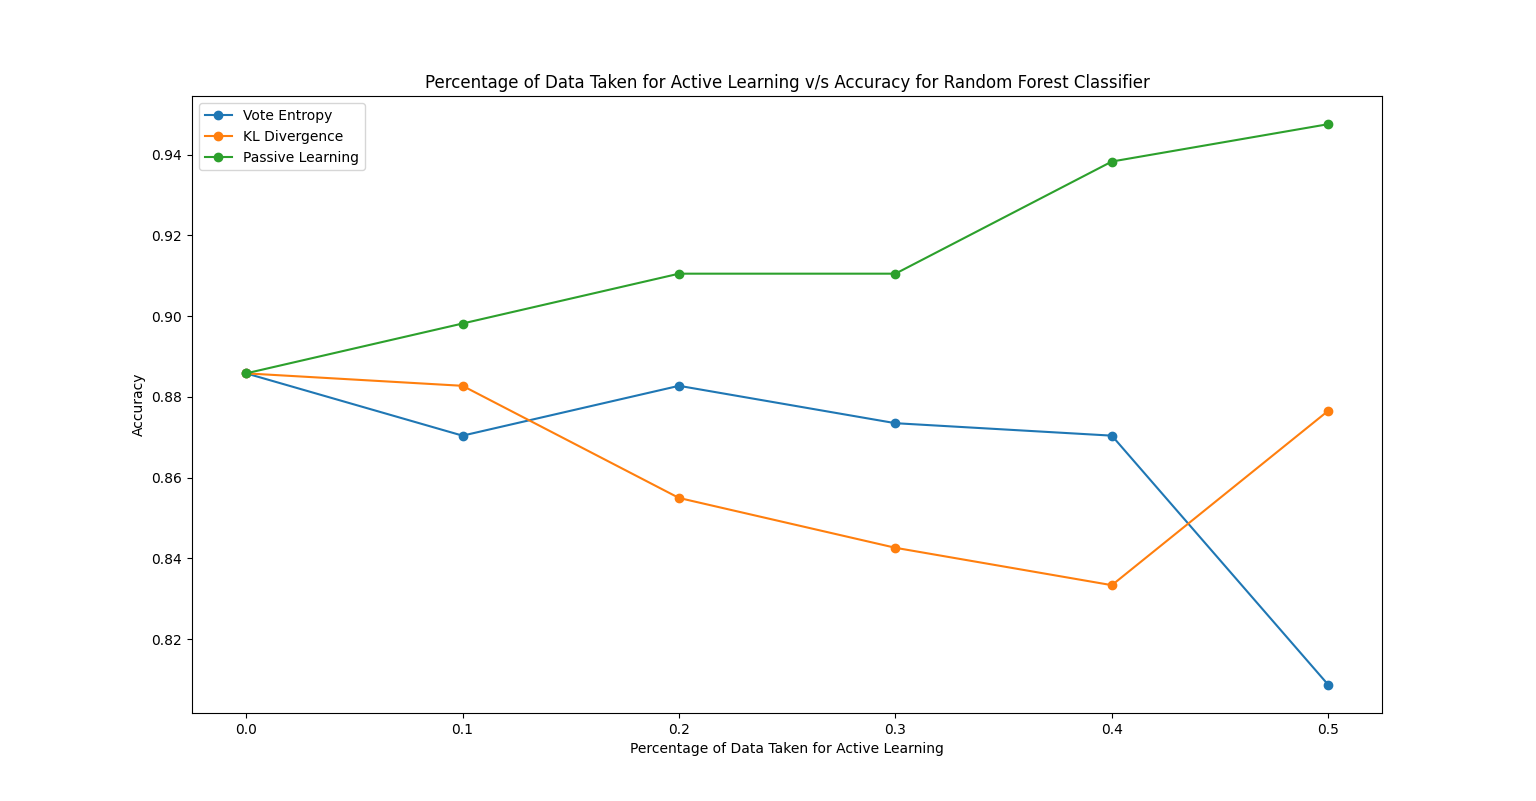 Percentage of Data Taken for Active Learning v/s Accuracy for Random Forest Classifier
Vote Entropy
KL Divergence
Passive Learning
0.94
0.92
0.90
0.88
0.86
0.84
0.82
Accuracy
0.0 0.1 0.2 0.3 0.4 0.5
Percentage of Data Taken for Active Learning